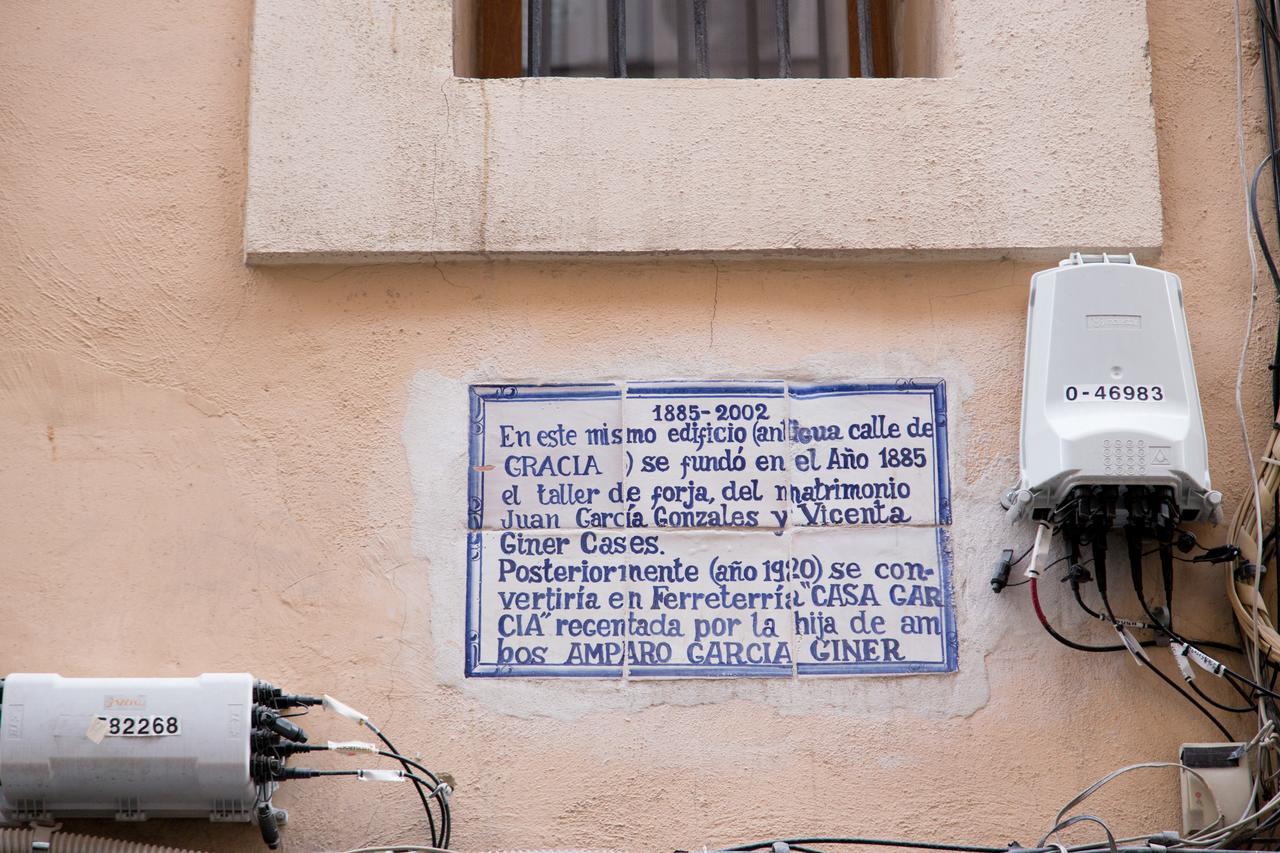 0-46983
1885-2002
En este mismo edificio (antigua calle de
GRACIA ) se fundó en el Año 1885
el taller de forja, del matrimonio
Juan García Gonzales y Vicenta
Giner Cases.
Posteriormente (año 1920) se con-
vertiría en Ferreterría "CASA GAR
CIA" recentada por la hija de am
bos AMPARO GARCIA GINER
82268